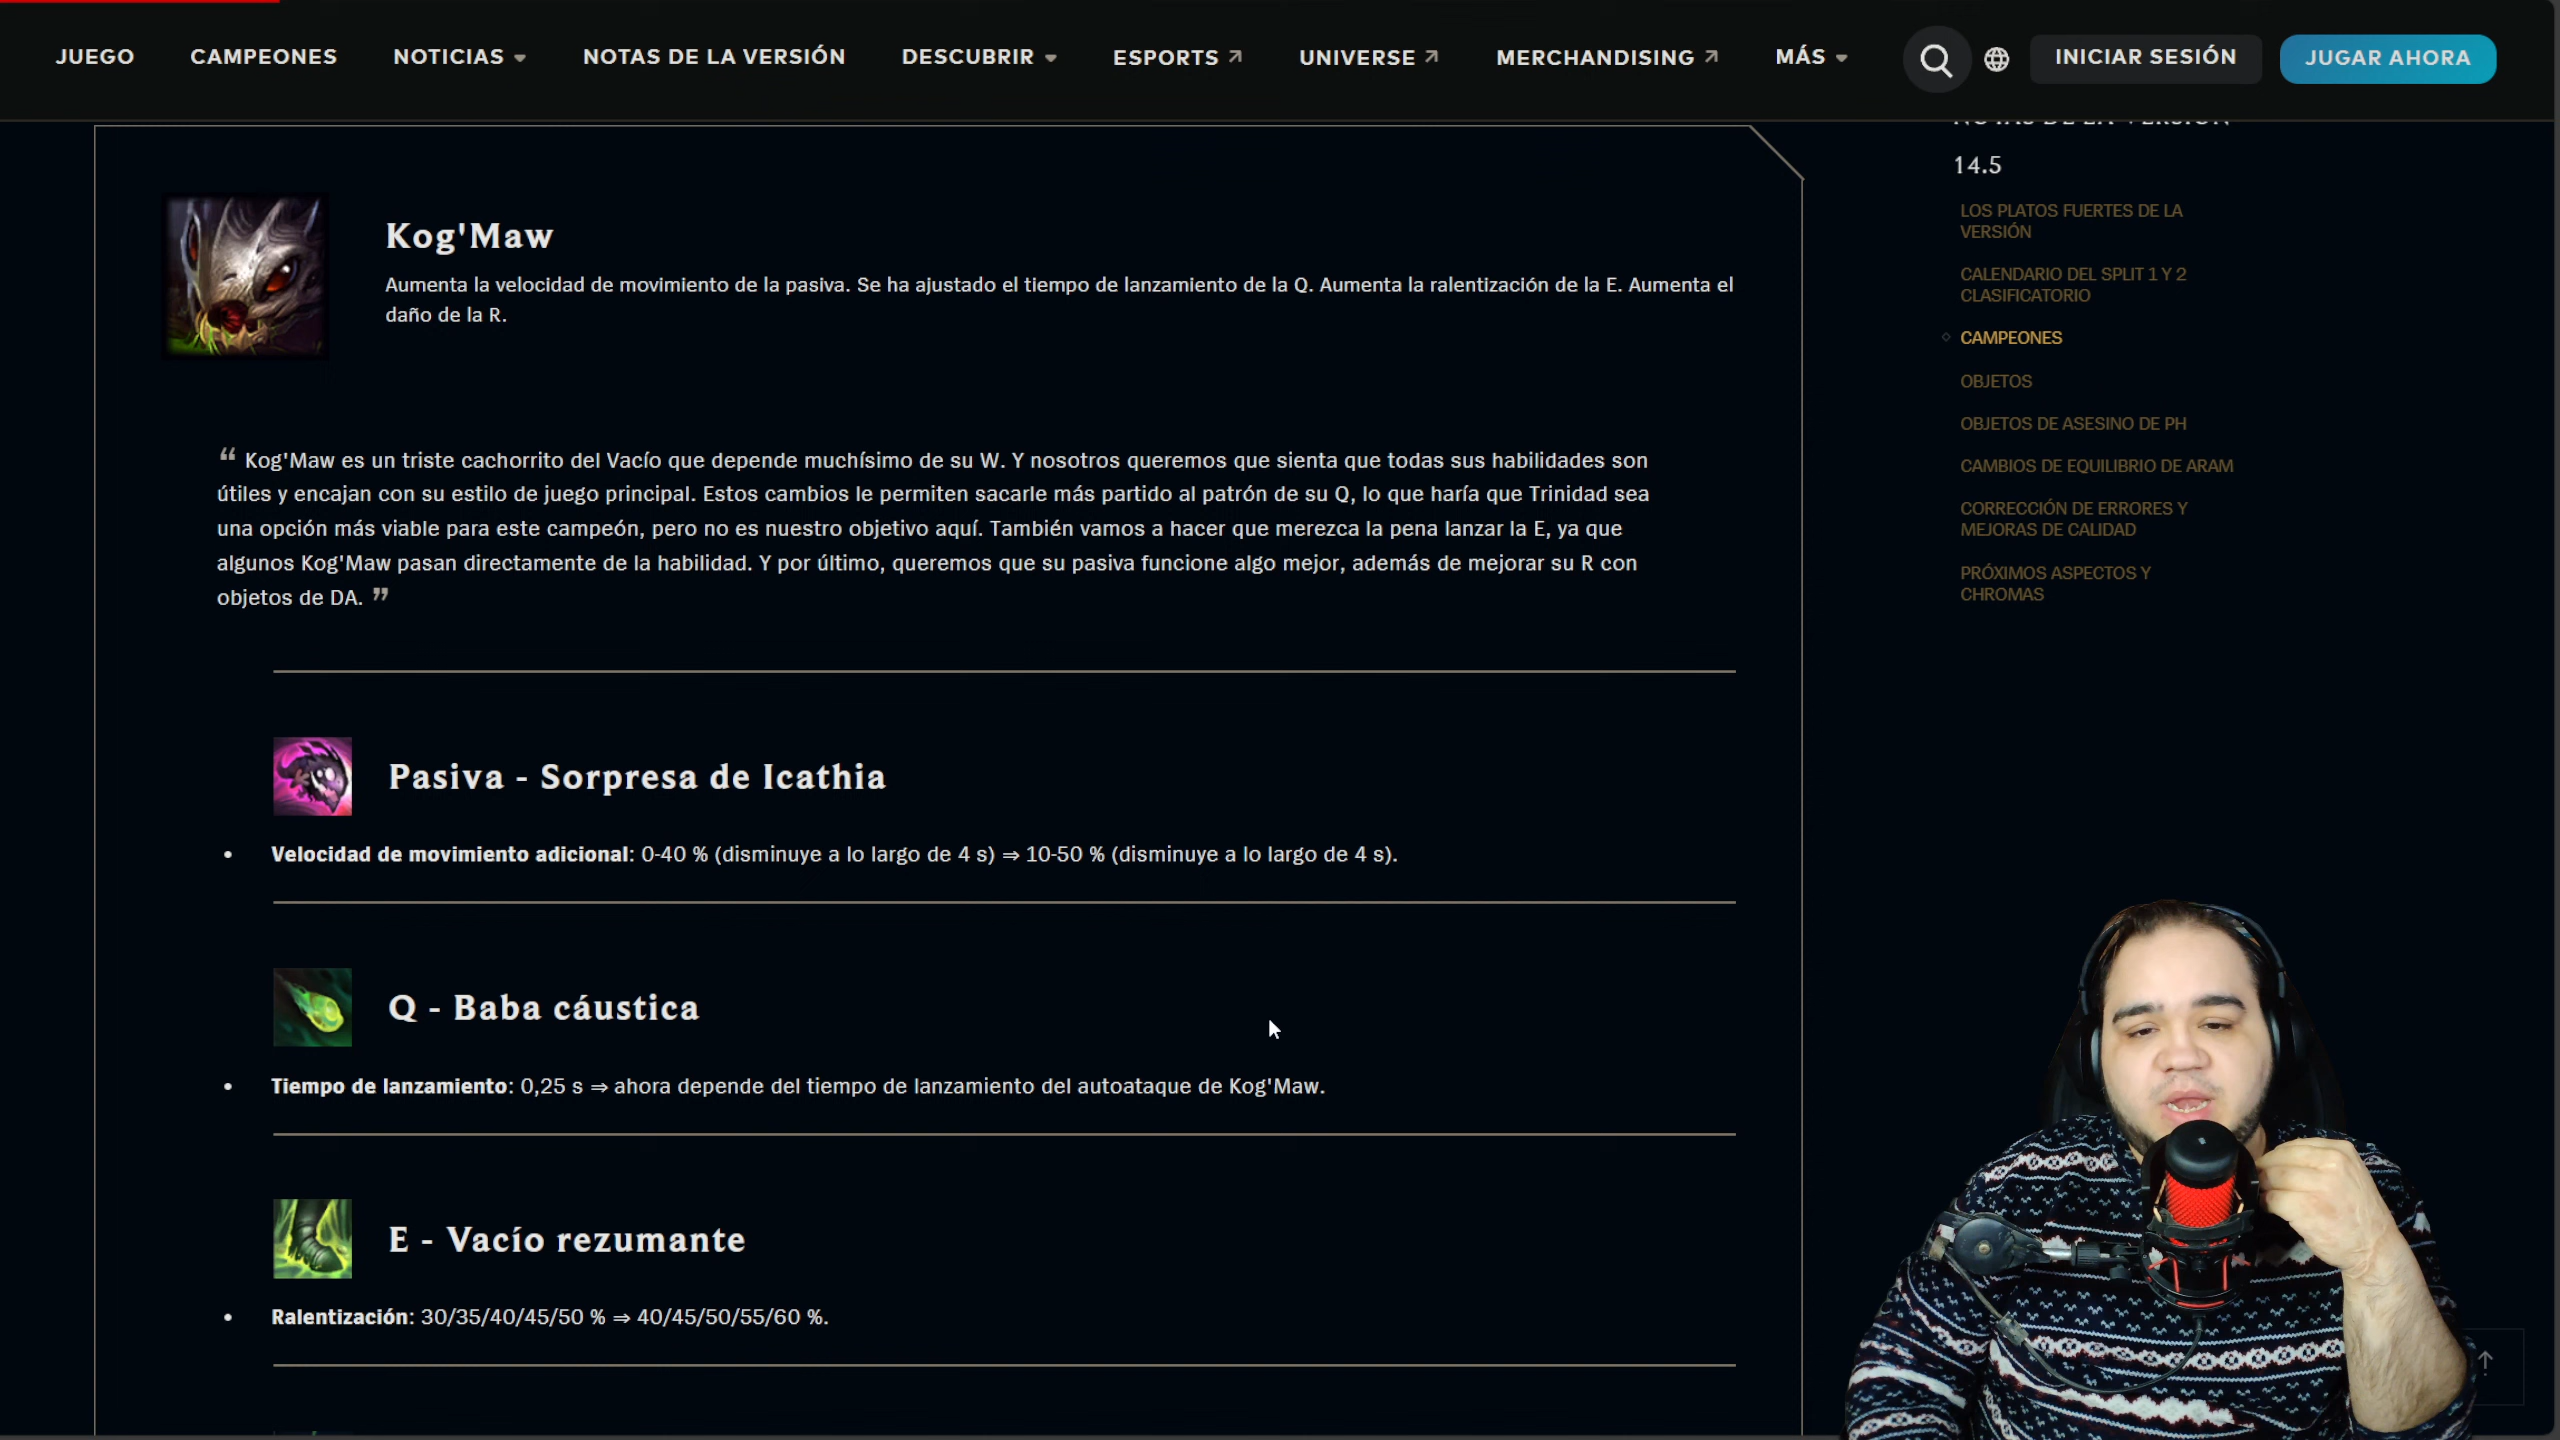 JUEGO CAMPEONES NOTICIAS NOTAS DE LA VERSIÓN DESCUBRIR ESPORTS UNIVERSE MERCHANDISING MÁS INICIAR SESIÓN JUGAR AHORA
NOTAS DE LA VERSIÓN
14.5
LOS PLATOS FUERTES DE LA
VERSIÓN
CALENDARIO DEL SPLIT 1 Y 2
CLASIFICATORIO
CAMPEONES
OBJETOS
OBJETOS DE ASESINO DE PH
CAMBIOS DE EQUILIBRIO DE ARAM
CORRECCIÓN DE ERRORES Y
MEJORAS DE CALIDAD
PRÓXIMOS ASPECTOS Y
CHROMAS
Kog'Maw
Aumenta la velocidad de movimiento de la pasiva. Se ha ajustado el tiempo de lanzamiento de la Q. Aumenta la ralentización de la E. Aumenta el
daño de la R.
“ Kog'Maw es un triste cachorrito del Vacío que depende muchísimo de su W. Y nosotros queremos que sienta que todas sus habilidades son
útiles y encajan con su estilo de juego principal. Estos cambios le permiten sacarle más partido al patrón de su Q, lo que haría que Trinidad sea
una opción más viable para este campeón, pero no es nuestro objetivo aquí. También vamos a hacer que merezca la pena lanzar la E, ya que
algunos Kog'Maw pasan directamente de la habilidad. Y por último, queremos que su pasiva funcione algo mejor, además de mejorar su R con
objetos de DA. ”
Pasiva - Sorpresa de Icathia
• Velocidad de movimiento adicional: 0-40 % (disminuye a lo largo de 4 s) ⇒ 10-50 % (disminuye a lo largo de 4 s).
Q - Baba cáustica
• Tiempo de lanzamiento: 0,25 s ⇒ ahora depende del tiempo de lanzamiento del autoataque de Kog'Maw.
E - Vacío rezumante
• Ralentización: 30/35/40/45/50 % ⇒ 40/45/50/55/60 %.